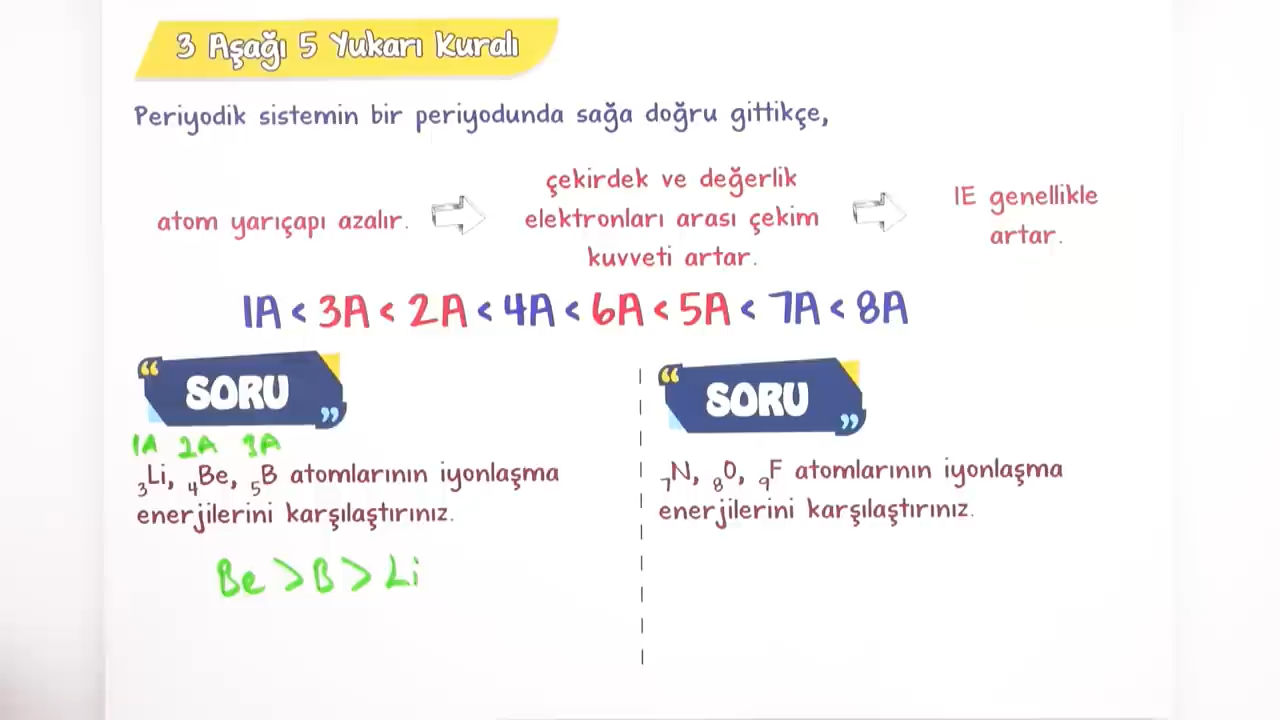 3 Aşağı 5 Yukarı Kuralı
Periyodik sistemin bir periyodunda sağa doğru gittikçe,
atom yarıçapı azalır.
çekirdek ve değerlik
elektronları arası çekim
kuvveti artar.
IE genellikle
artar.
1A < 3A < 2A < 4A < 6A < 5A < 7A < 8A
SORU
1A 2A 3A
₃Li, ₄Be, ₅B atomlarının iyonlaşma
enerjilerini karşılaştırınız.
Be > B > Li
SORU
₇N, ₈O, ₉F atomlarının iyonlaşma
enerjilerini karşılaştırınız.